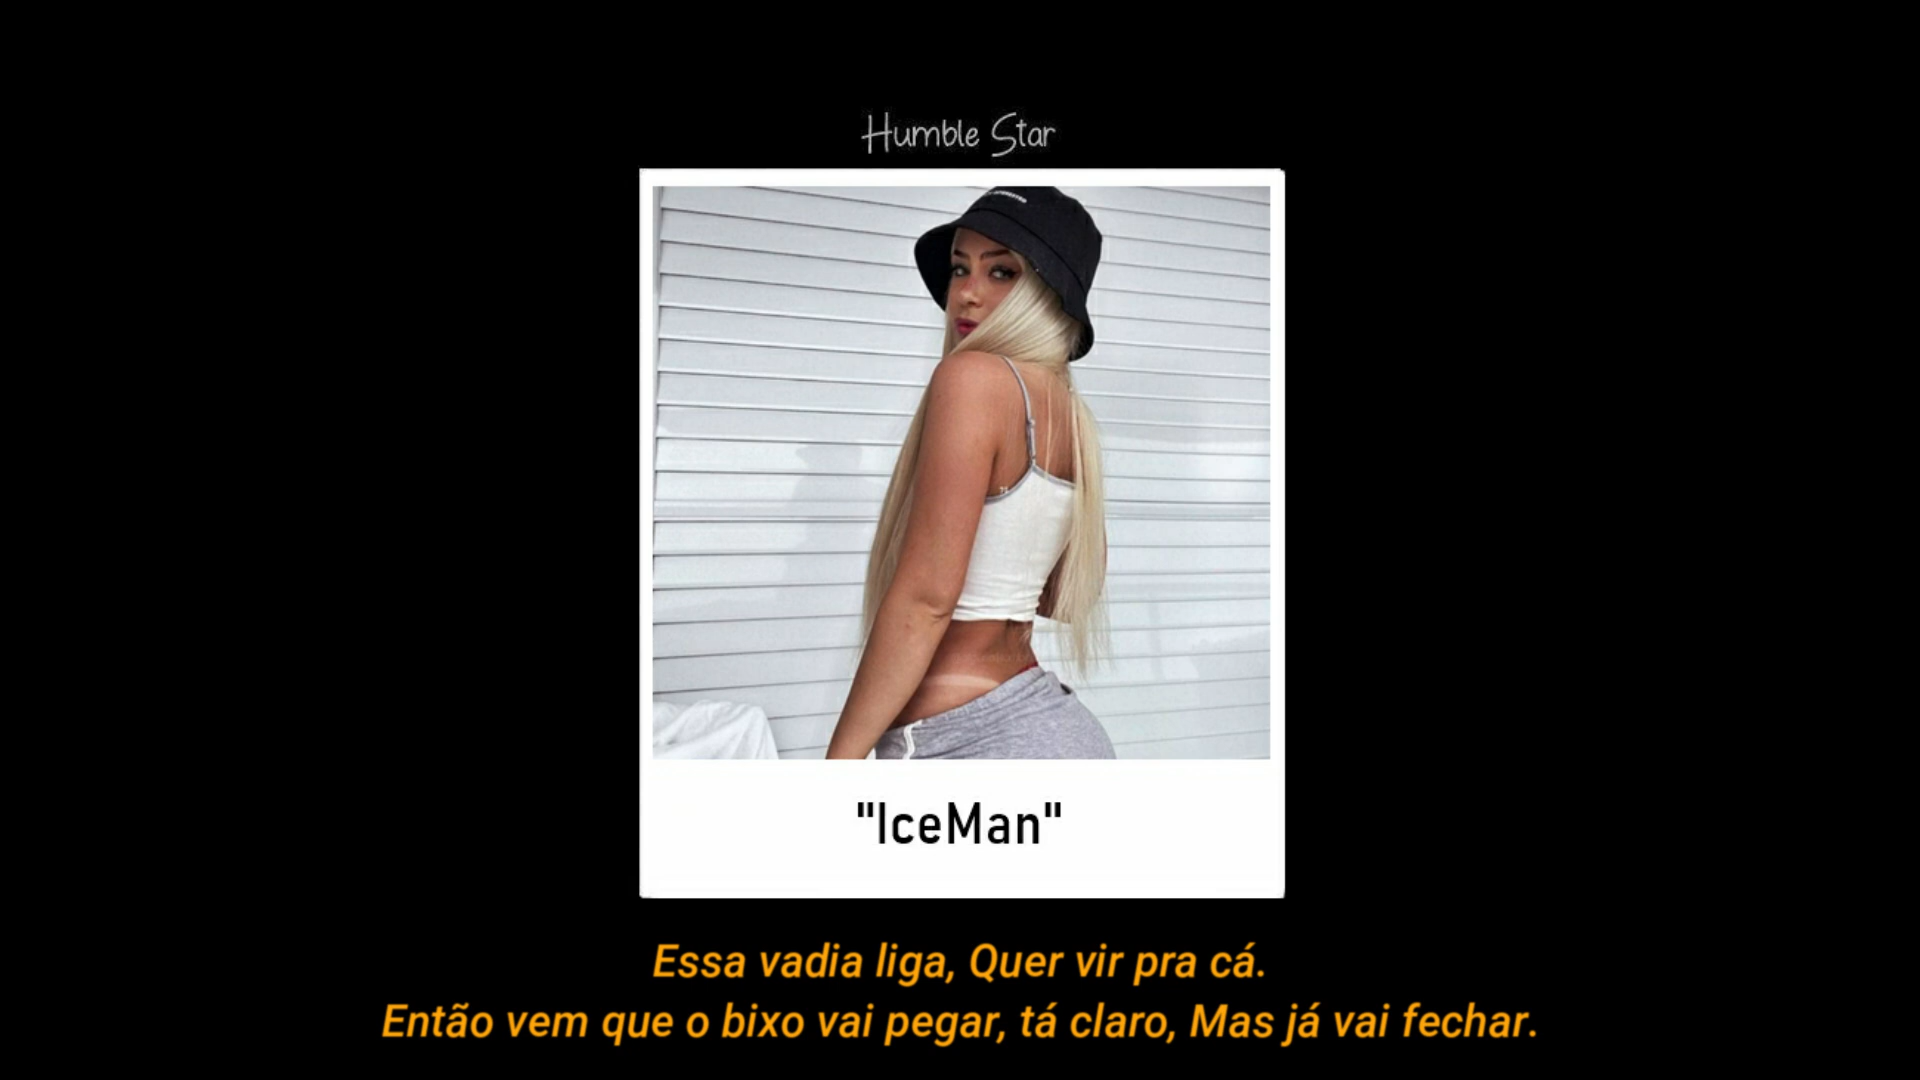 Humble Star
"IceMan"
Essa vadia liga, Quer vir pra cá.
Então vem que o bixo vai pegar, tá claro, Mas já vai fechar.